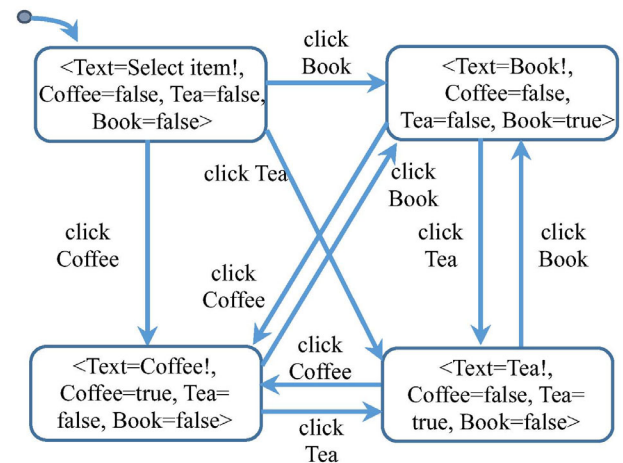 click
Book
<Text=Select item!,
Coffee=false, Tea=false,
Book=false>
<Text=Book!,
Coffee=false,
Tea=false, Book=true>
click Tea
click
Book
click
Coffee
click
Coffee
click
Tea
click
Book
<Text=Coffee!,
Coffee=true, Tea=
false, Book=false>
click
Coffee
click
Tea
<Text=Tea!,
Coffee=false, Tea=
true, Book=false>